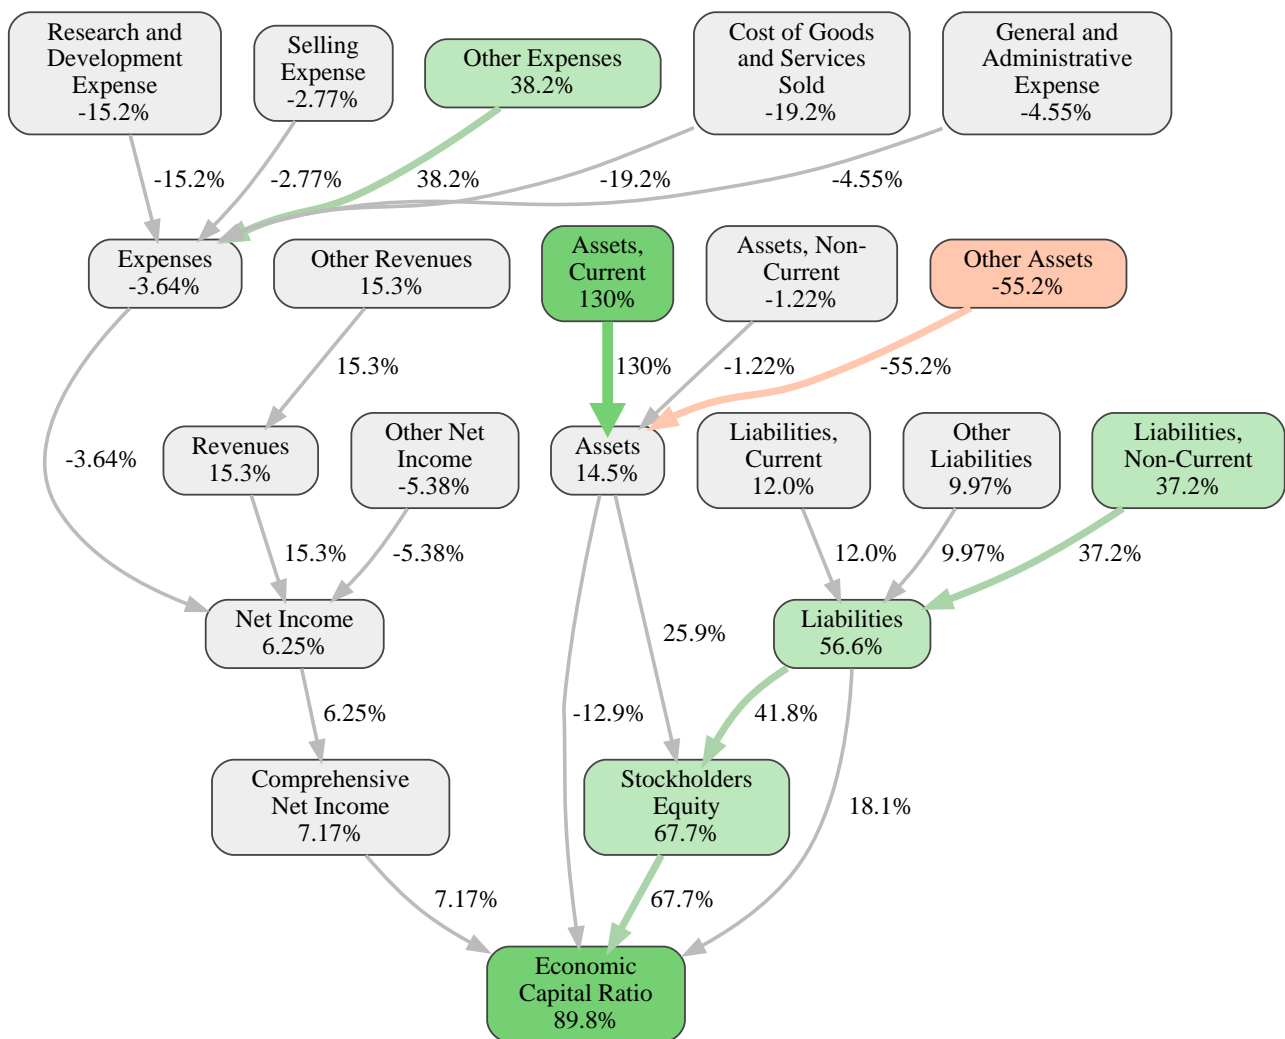 Research and
Development
Expense
-15.2%
Selling
Expense
-2.77%
Other Expenses
38.2%
Cost of Goods
and Services
Sold
-19.2%
General and
Administrative
Expense
-4.55%
-15.2%
-2.77%
38.2%
-19.2%
-4.55%
Expenses
-3.64%
Other Revenues
15.3%
Assets,
Current
130%
Assets, Non-
Current
-1.22%
Other Assets
-55.2%
15.3%
130%
-1.22%
-55.2%
-3.64%
Revenues
15.3%
Other Net
Income
-5.38%
Assets
14.5%
Liabilities,
Current
12.0%
Other
Liabilities
9.97%
Liabilities,
Non-Current
37.2%
15.3%
-5.38%
12.0%
9.97%
37.2%
Net Income
6.25%
25.9%
Liabilities
56.6%
6.25%
-12.9%
41.8%
Comprehensive
Net Income
7.17%
Stockholders
Equity
67.7%
18.1%
7.17%
67.7%
Economic
Capital Ratio
89.8%